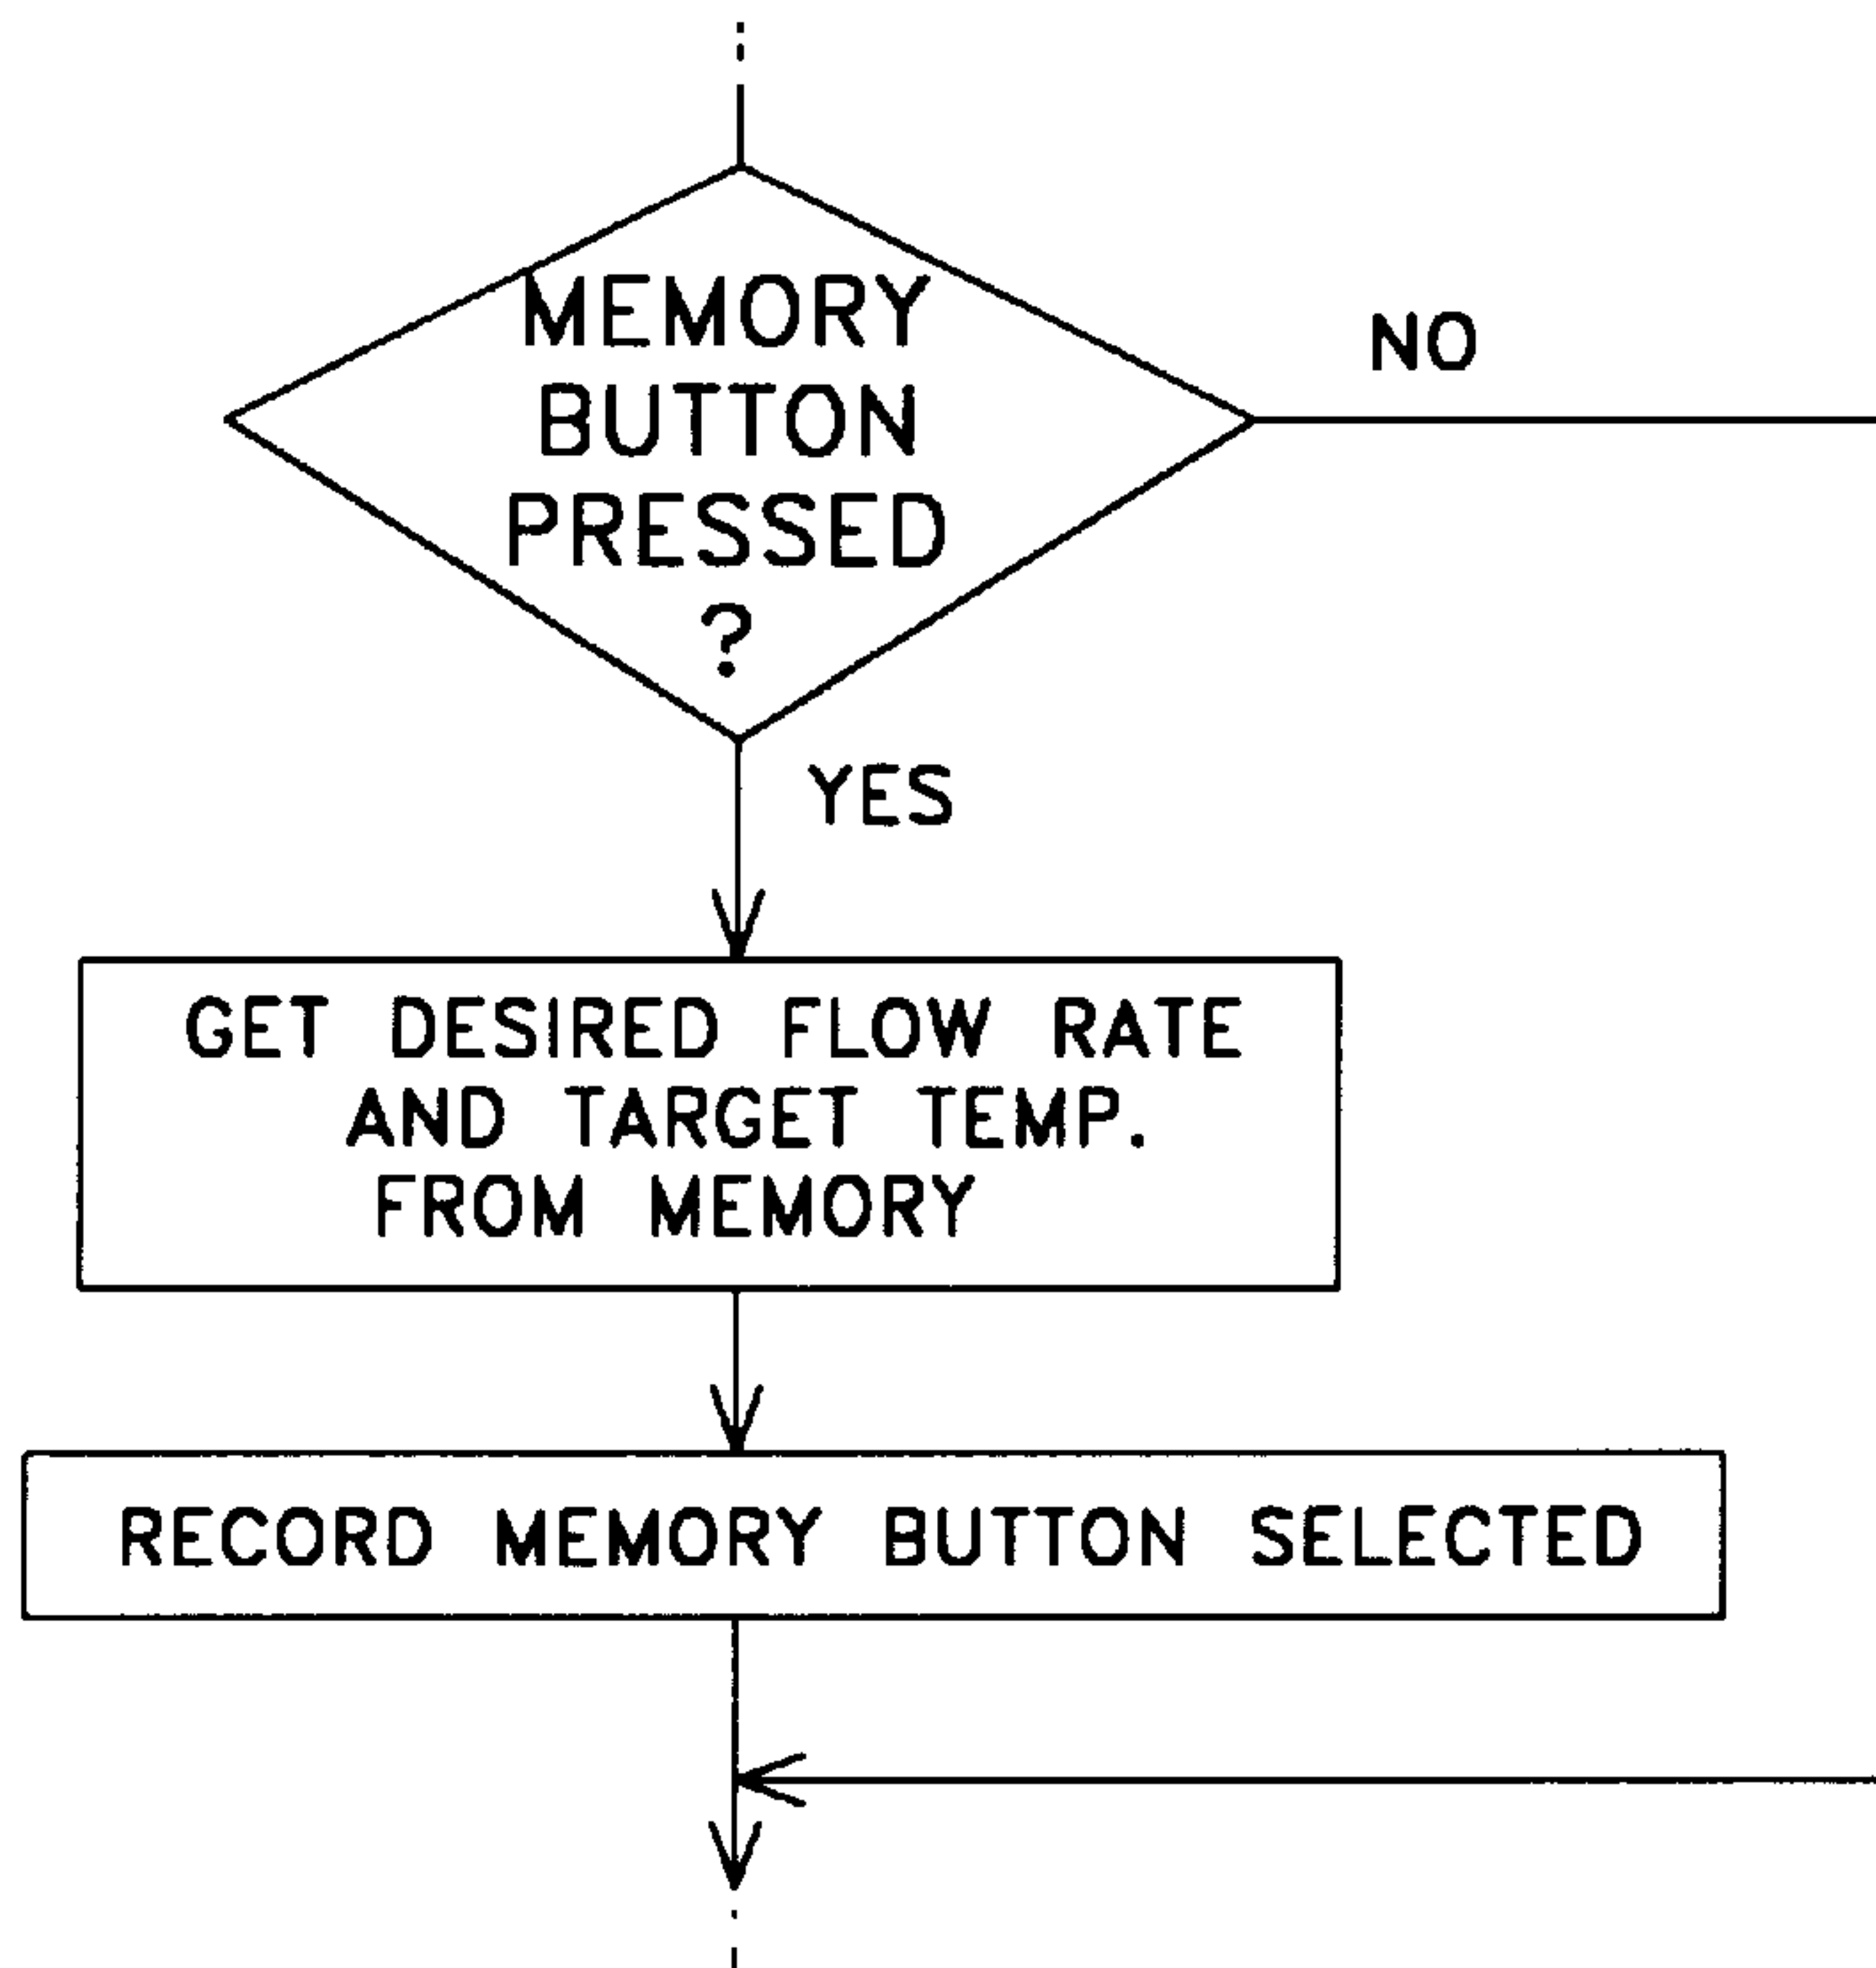 MEMORY
BUTTON
PRESSED
?
NO
YES
GET DESIRED FLOW RATE
AND TARGET TEMP.
FROM MEMORY
RECORD MEMORY BUTTON SELECTED